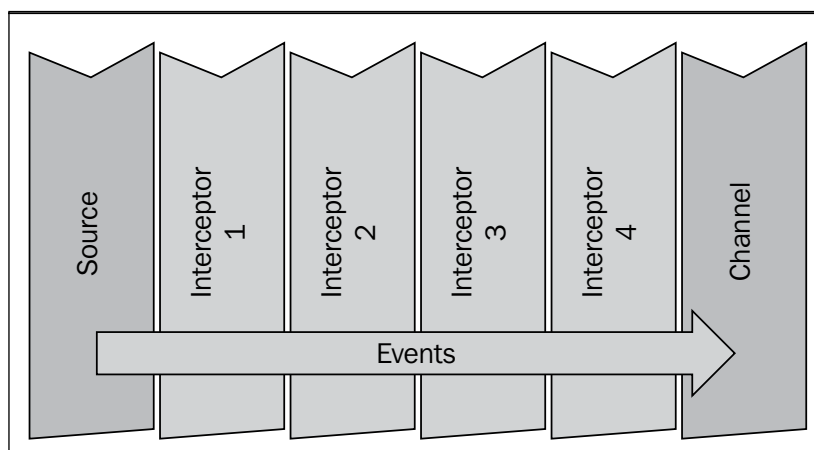 Source
Interceptor
1
Interceptor
2
Interceptor
3
Interceptor
4
Channel
Events